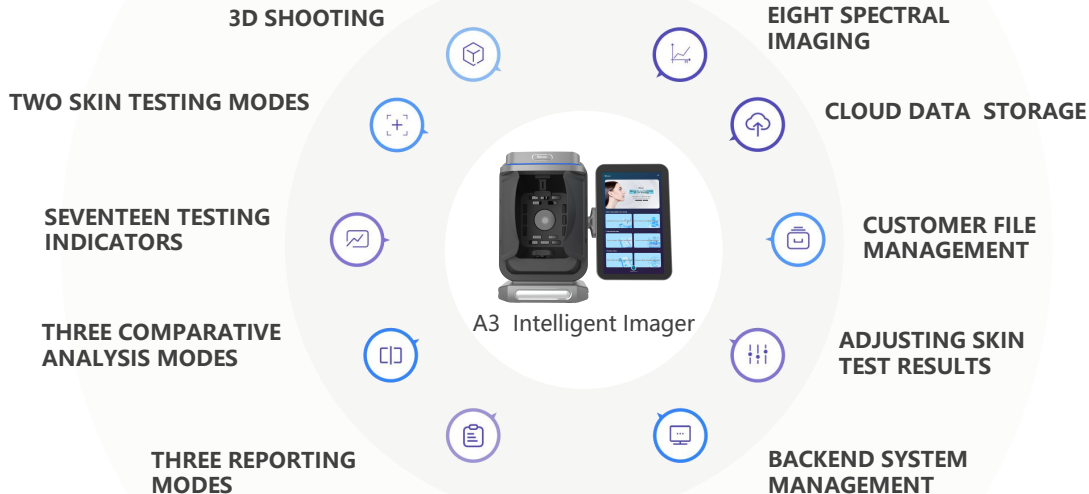 3D SHOOTING
TWO SKIN TESTING MODES
SEVENTEEN TESTING
INDICATORS
THREE COMPARATIVE
ANALYSIS MODES
THREE REPORTING
MODES
A3 Intelligent Imager
EIGHT SPECTRAL
IMAGING
CLOUD DATA STORAGE
CUSTOMER FILE
MANAGEMENT
ADJUSTING SKIN
TEST RESULTS
BACKEND SYSTEM
MANAGEMENT